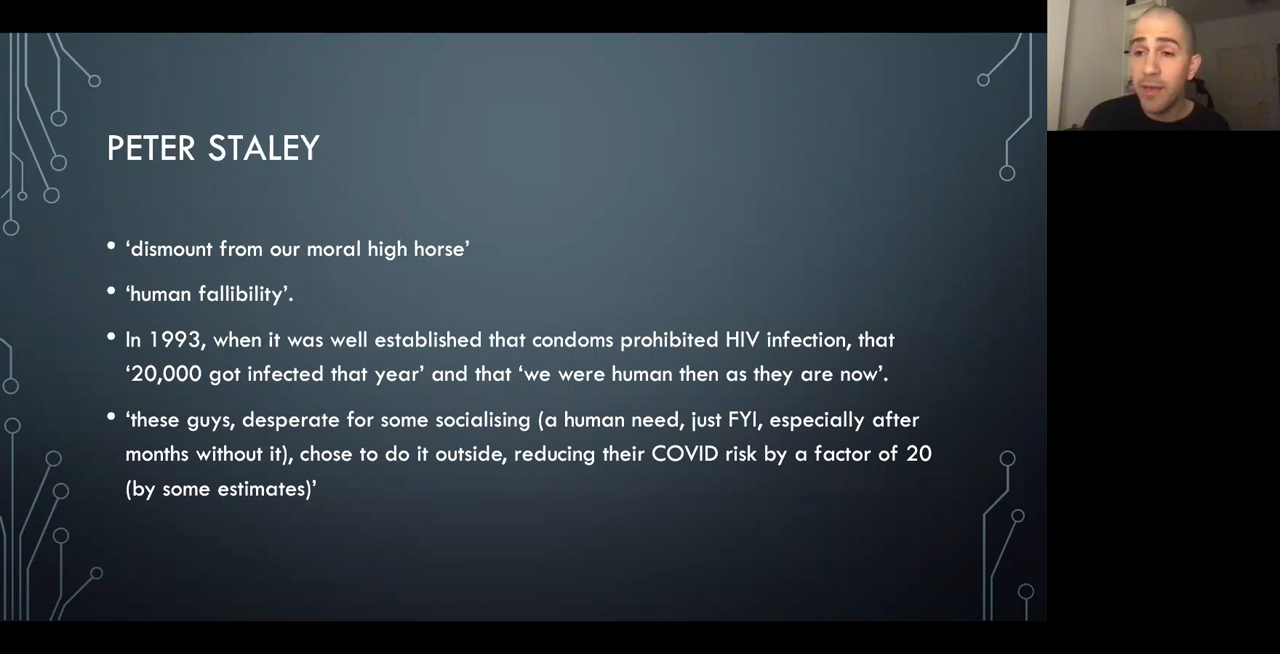 PETER STALEY
• ‘dismount from our moral high horse’
• ‘human fallibility’.
• In 1993, when it was well established that condoms prohibited HIV infection, that
‘20,000 got infected that year’ and that ‘we were human then as they are now’.
• ‘these guys, desperate for some socialising (a human need, just FYI, especially after
months without it), chose to do it outside, reducing their COVID risk by a factor of 20
(by some estimates)’